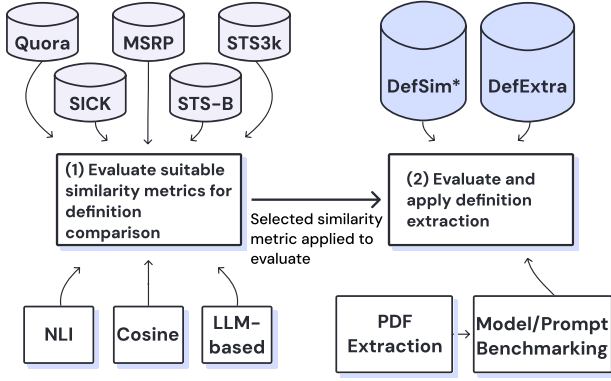 Quora
MSRP
STS3k
SICK
STS-B
DefSim*
DefExtra
(1) Evaluate suitable
similarity metrics for
definition
comparison
(2) Evaluate and
apply definition
extraction
Selected similarity
metric applied to
evaluate
NLI
Cosine
LLM-
based
PDF
Extraction
Model/Prompt
Benchmarking